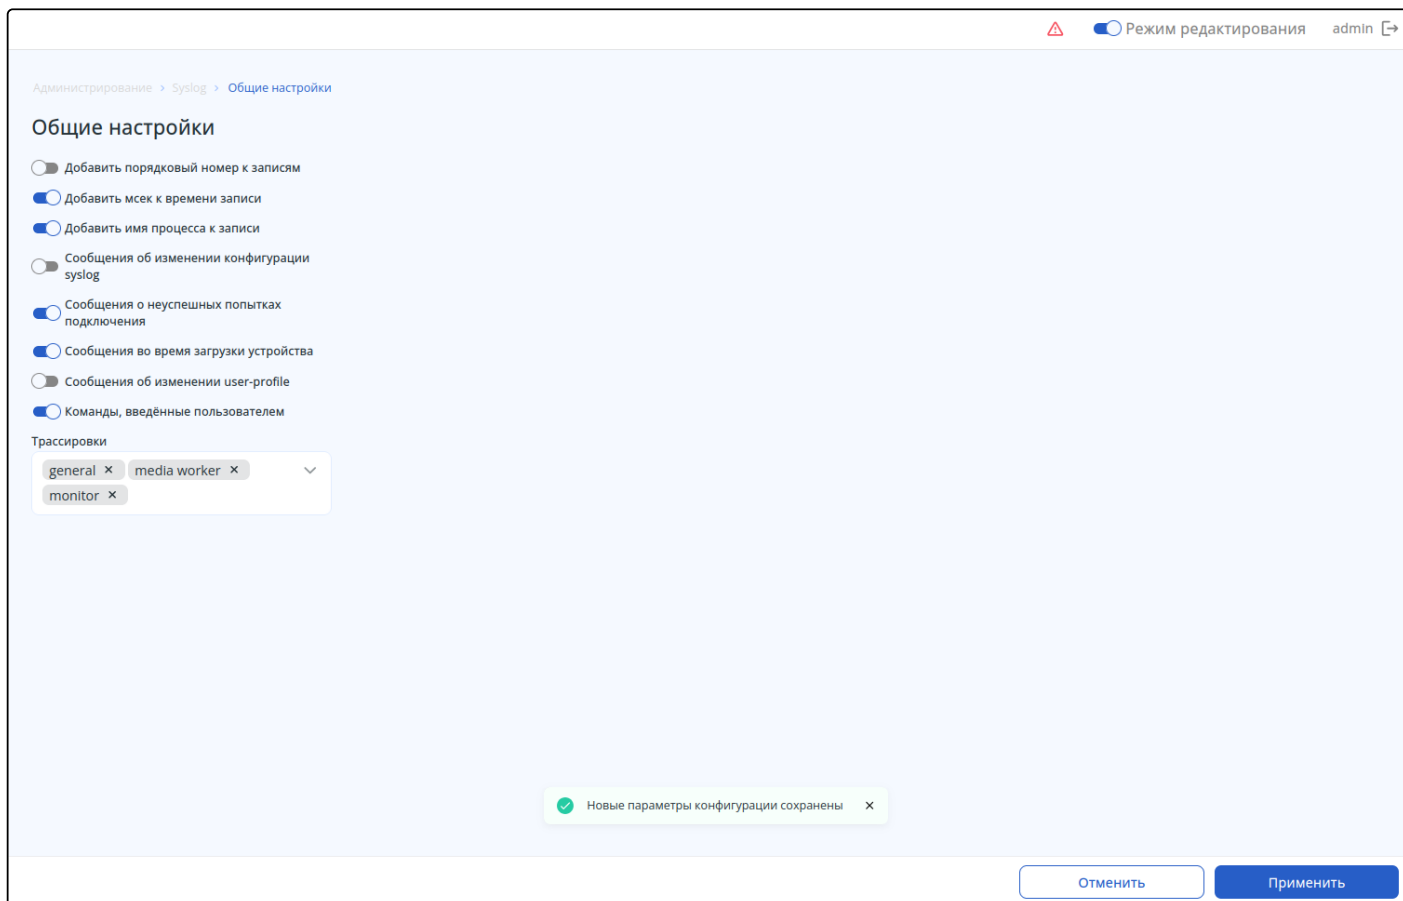 Режим редактирования admin
Администрирование > Syslog > Общие настройки
Общие настройки
Добавить порядковый номер к записям
Добавить мсек к времени записи
Добавить имя процесса к записи
Сообщения об изменении конфигурации
syslog
Сообщения о неуспешных попытках
подключения
Сообщения во время загрузки устройства
Сообщения об изменении user-profile
Команды, введённые пользователем
Трассировки
general × media worker ×
monitor ×
Новые параметры конфигурации сохранены ×
Отменить Применить